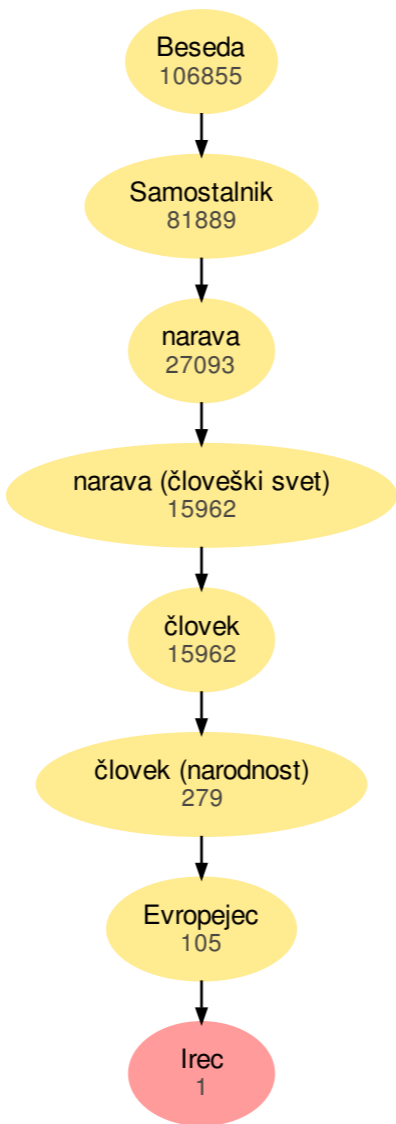 Beseda
106855
Samostalnik
81889
narava
27093
narava (človeški svet)
15962
človek
15962
človek (narodnost)
279
Evropejec
105
Irec
1